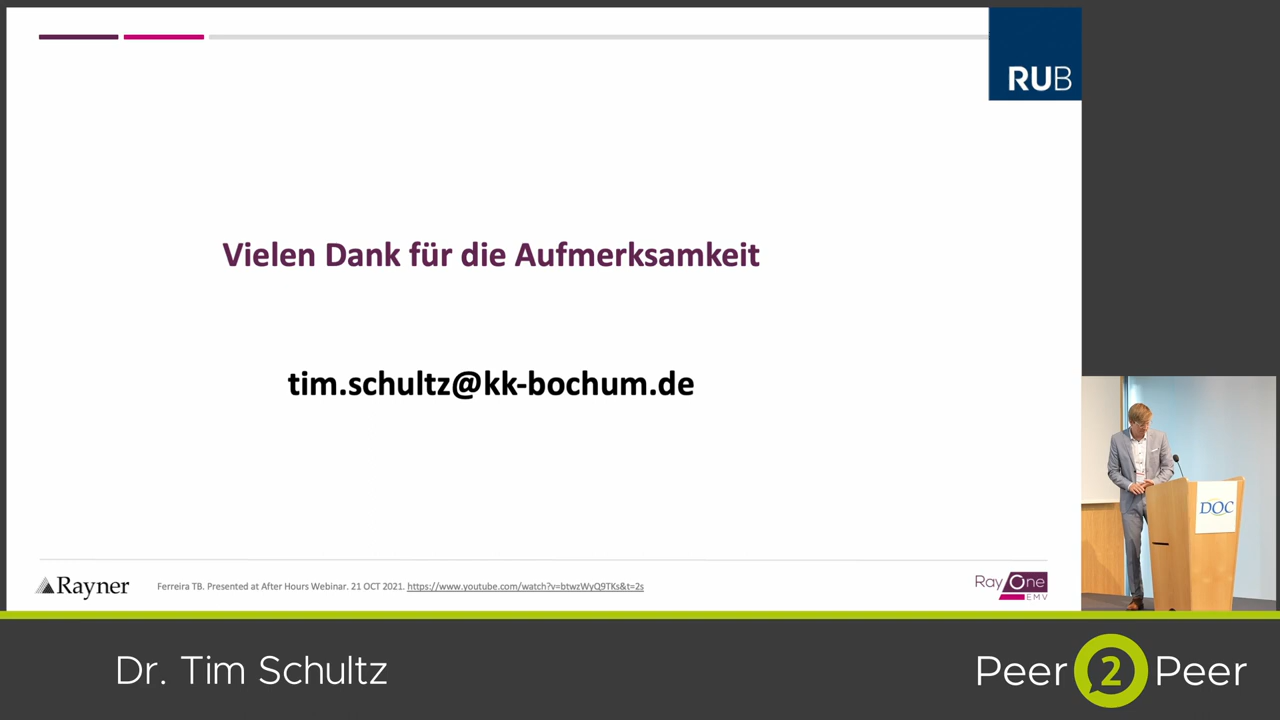 RUB
Vielen Dank für die Aufmerksamkeit
tim.schultz@kk-bochum.de
Rayner
Ferreira TB. Presented at After Hours Webinar. 21 OCT 2021. https://www.youtube.com/watch?v=btwzWyQ9TKs&t=2s
RayOne
EMV
DOC
Dr. Tim Schultz
Peer 2 Peer